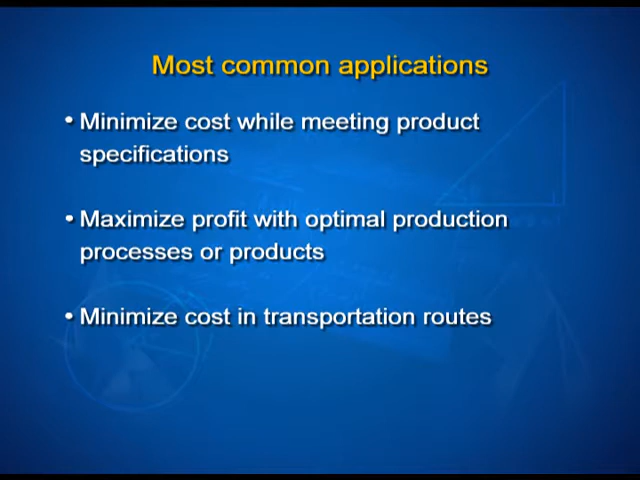 Most common applications
• Minimize cost while meeting product
specifications
• Maximize profit with optimal production
processes or products
• Minimize cost in transportation routes